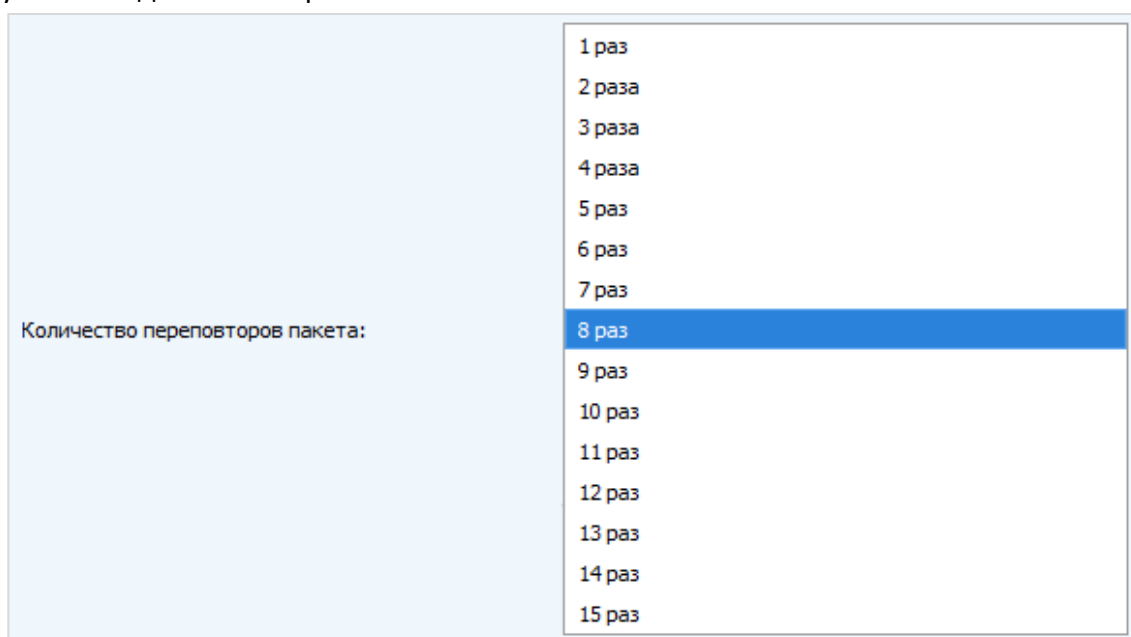 1 раз
2 раза
3 раза
4 раза
5 раз
6 раз
7 раз
Количество переповторов пакета:
8 раз
9 раз
10 раз
11 раз
12 раз
13 раз
14 раз
15 раз